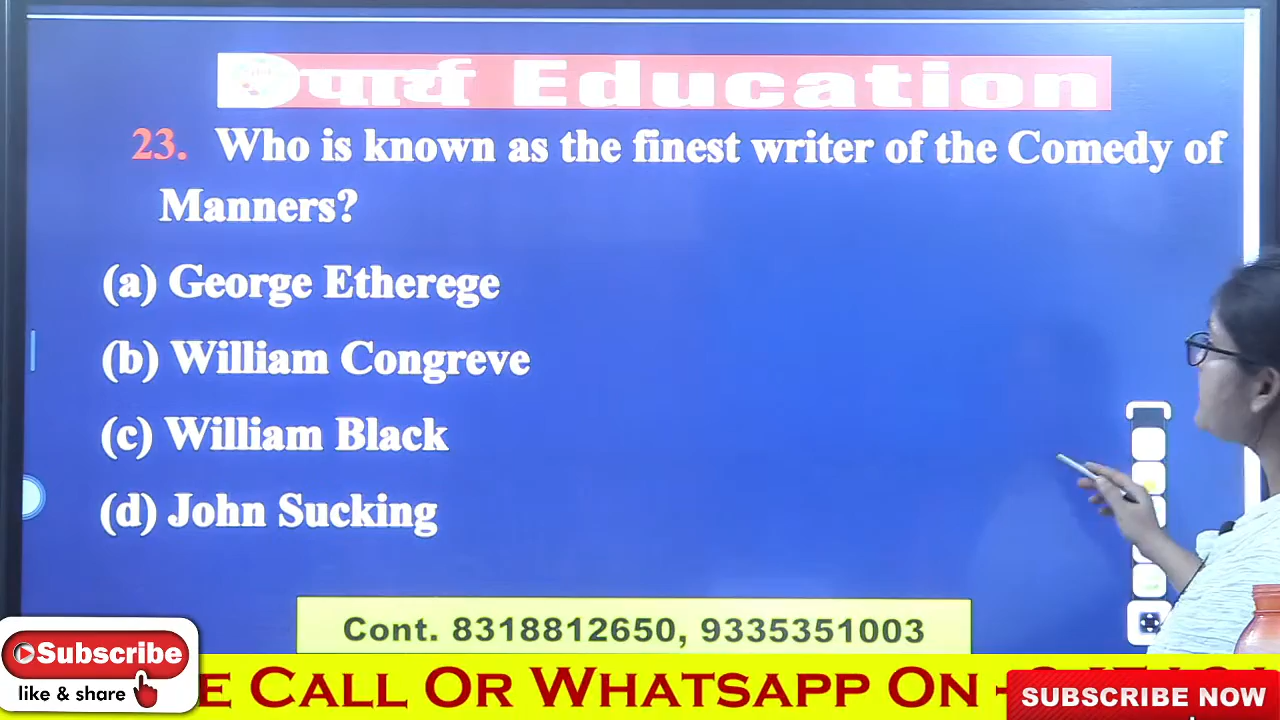 पार्य Education
23. Who is known as the finest writer of the Comedy of
Manners?
(a) George Etherege
(b) William Congreve
(c) William Black
(d) John Sucking
Cont. 8318812650, 9335351003
Subscribe
like & share
E CALL OR WHATSAPP ON -
SUBSCRIBE NOW